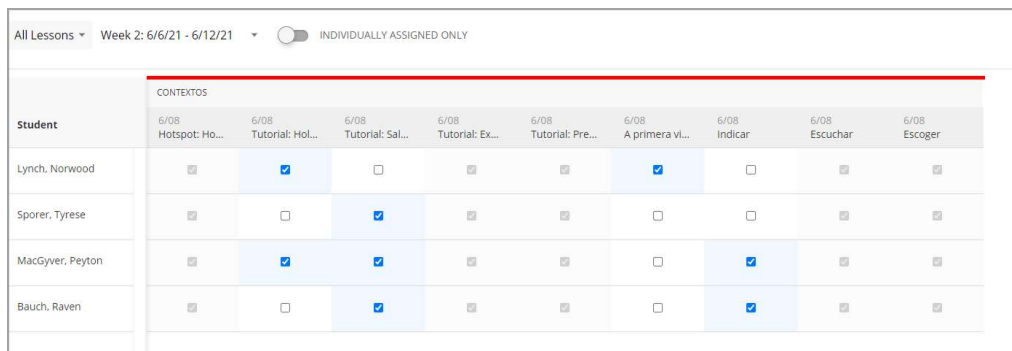 All Lessons Week 2: 6/6/21 - 6/12/21 INDIVIDUALLY ASSIGNED ONLY
CONTEXTOS
Student
6/08 6/08 6/08 6/08 6/08 6/08 6/08 6/08 6/08
Hotspot: Ho... Tutorial: Hol... Tutorial: Sal... Tutorial: Ex... Tutorial: Pre... A primera vi... Indicar Escuchar Escoger
Lynch, Norwood
Sporer, Tyrese
MacGyver, Peyton
Bauch, Raven